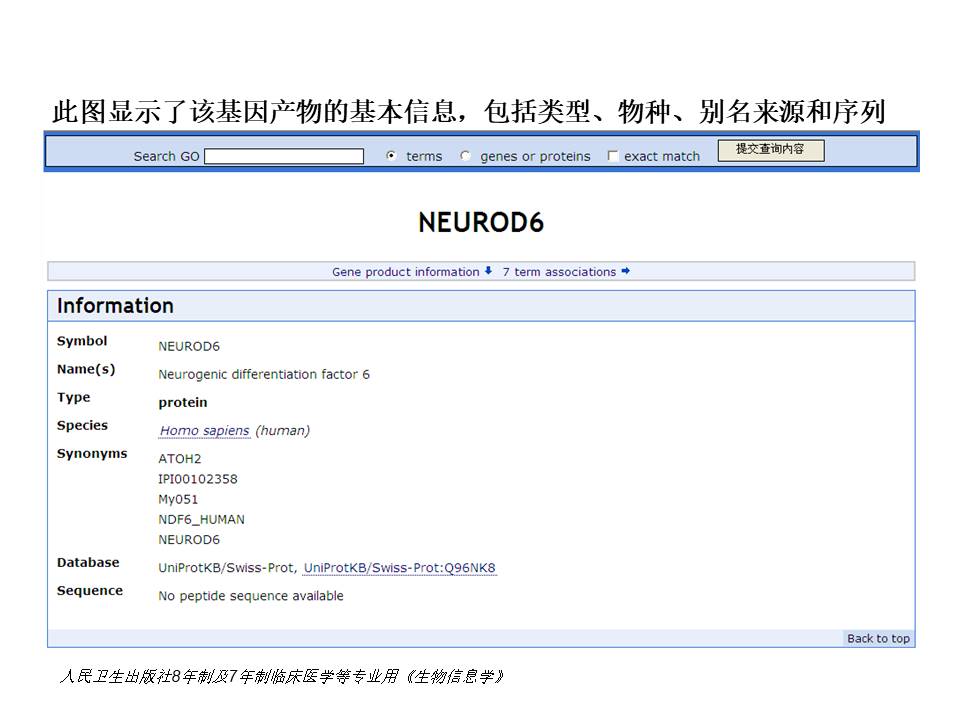 此图显示了该基因产物的基本信息，包括类型、物种、别名来源和序列
Search GO terms genes or proteins exact match 提交查询内容
NEUROD6
Gene product information 7 term associations
Information
Symbol NEUROD6
Name(s) Neurogenic differentiation factor 6
Type protein
Species Homo sapiens (human)
Synonyms ATOH2
IPI00102358
My051
NDF6_HUMAN
NEUROD6
Database UniProtKB/Swiss-Prot, UniProtKB/Swiss-Prot:Q96NK8
Sequence No peptide sequence available
Back to top
人民卫生出版社8年制及7年制临床医学等专业用《生物信息学》